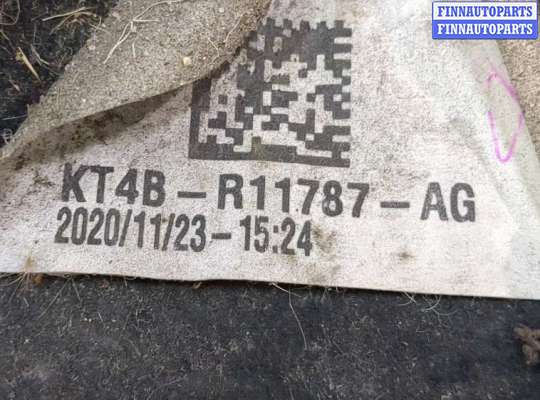 FINNAUTOPARTS
FINNAUTOPARTS
KT4B - R11787 - AG
2020/11/23 - 15:24